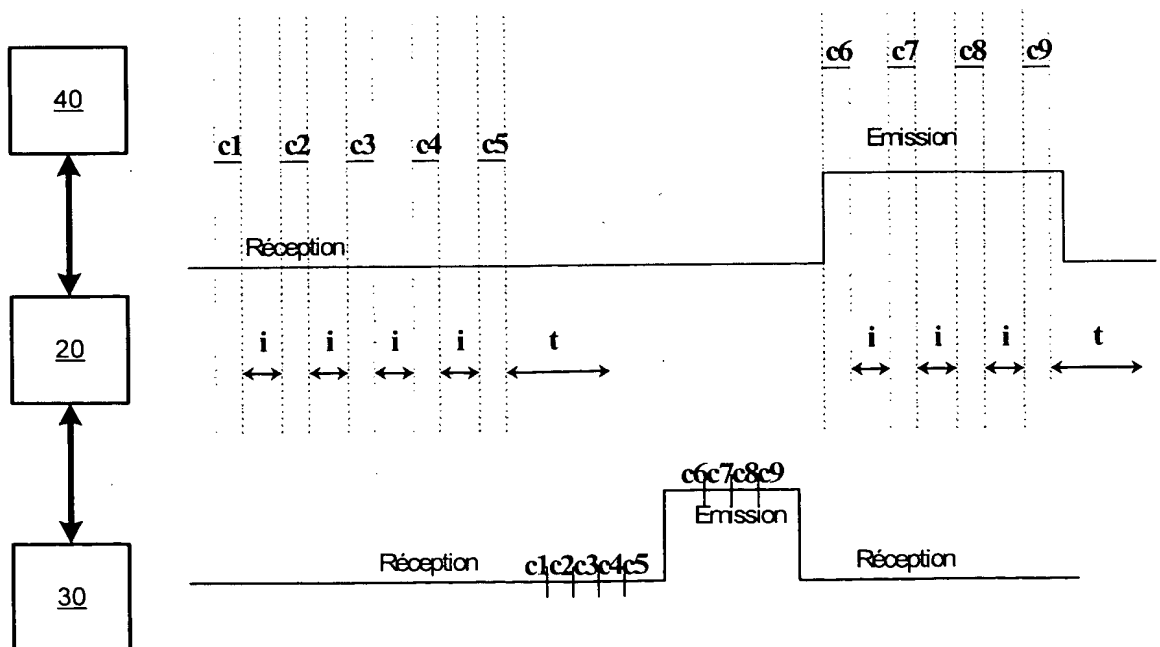 c6 c7 c8 c9
40
Emission
c1 c2 c3 c4 c5
Réception
20
i i i i t i i i t
c6c7c8c9
Emission
Réception c1c2c3c4c5 Réception
30